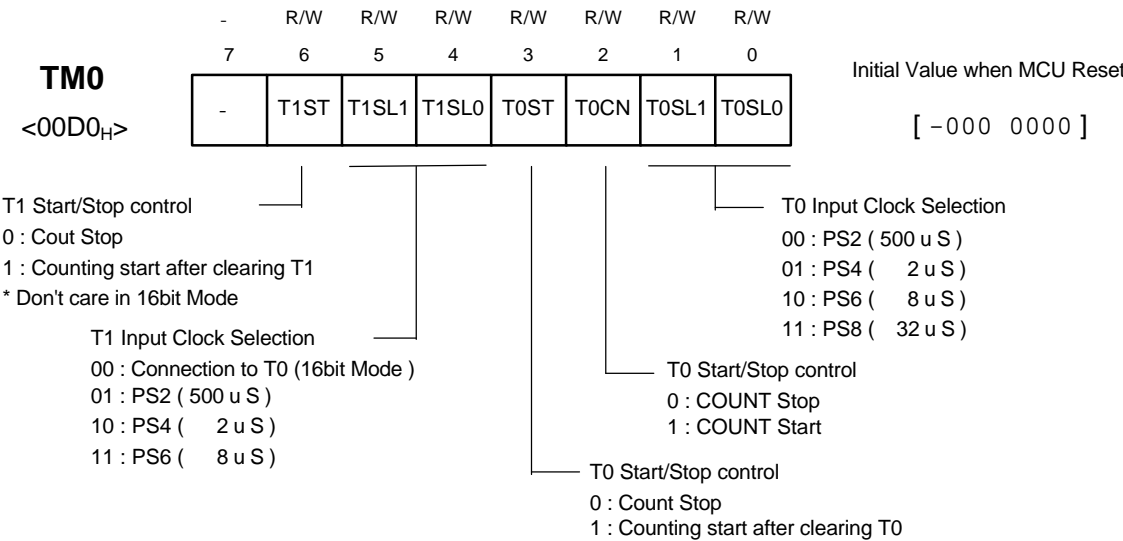 - R/W R/W R/W R/W R/W R/W R/W
7 6 5 4 3 2 1 0
TM0
<00D0H>
- T1ST T1SL1 T1SL0 T0ST T0CN T0SL1 T0SL0
Initial Value when MCU Reset
[ -000 0000 ]
T1 Start/Stop control
0 : Cout Stop
1 : Counting start after clearing T1
* Don't care in 16bit Mode
T1 Input Clock Selection
00 : Connection to T0 (16bit Mode )
01 : PS2 ( 500 u S )
10 : PS4 ( 2 u S )
11 : PS6 ( 8 u S )
T0 Input Clock Selection
00 : PS2 ( 500 u S )
01 : PS4 ( 2 u S )
10 : PS6 ( 8 u S )
11 : PS8 ( 32 u S )
T0 Start/Stop control
0 : COUNT Stop
1 : COUNT Start
T0 Start/Stop control
0 : Count Stop
1 : Counting start after clearing T0